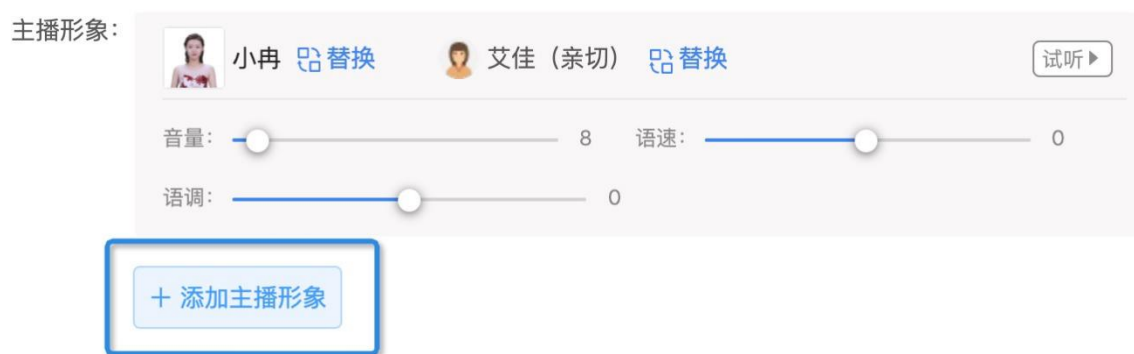 主播形象:
小冉 替换 艾佳(亲切) 替换 试听
音量: 8 语速: 0
语调: 0
+ 添加主播形象